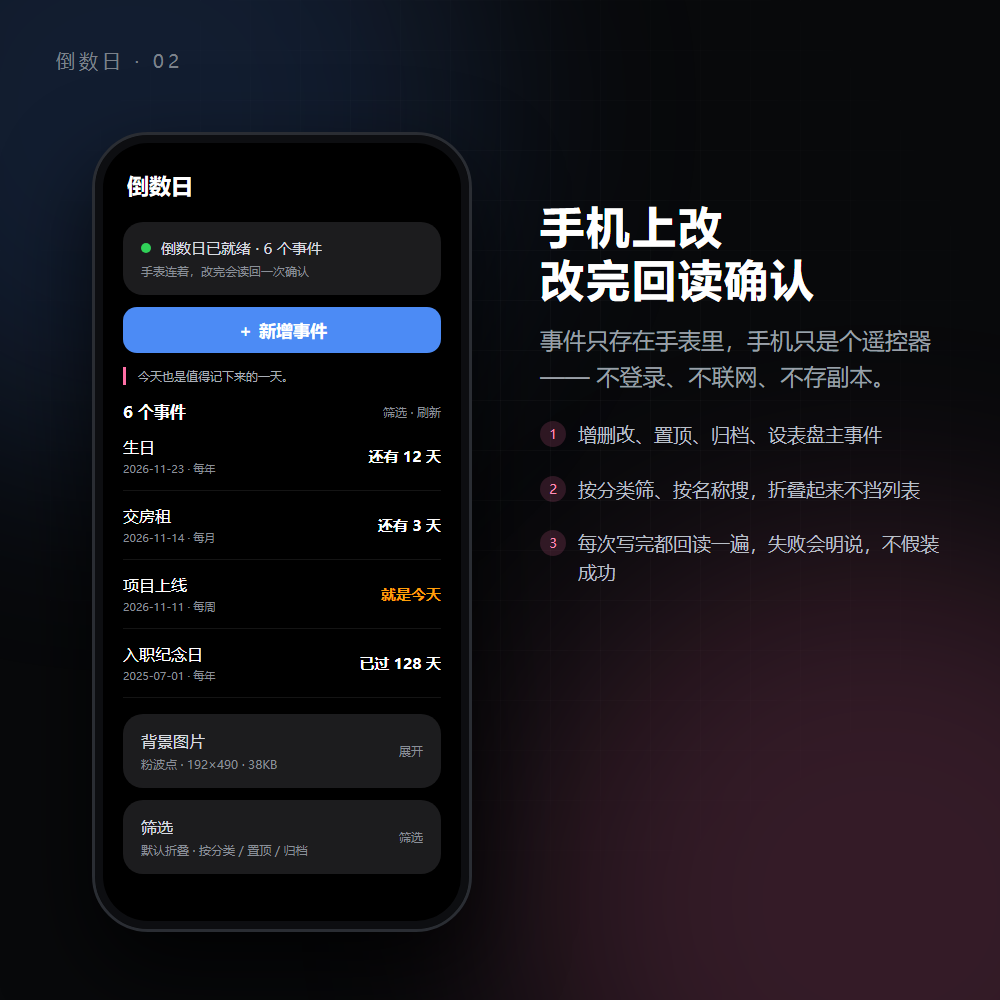 倒数日 · 02
倒数日
倒数日已就绪 · 6 个事件
手表连着，改完会读回一次确认
+ 新增事件
今天也是值得记下来的一天。
6 个事件
筛选 · 刷新
生日
2026-11-23 · 每年
还有 12 天
交房租
2026-11-14 · 每月
还有 3 天
项目上线
2026-11-11 · 每周
就是今天
入职纪念日
2025-07-01 · 每年
已过 128 天
背景图片
粉波点 · 192×490 · 38KB
展开
筛选
默认折叠 · 按分类 / 置顶 / 归档
筛选
手机上改
改完回读确认
事件只存在手表里，手机只是个遥控器
—— 不登录、不联网、不存副本。
1 增删改、置顶、归档、设表盘主事件
2 按分类筛、按名称搜，折叠起来不挡列表
3 每次写完都回读一遍，失败会明说，不假装
成功